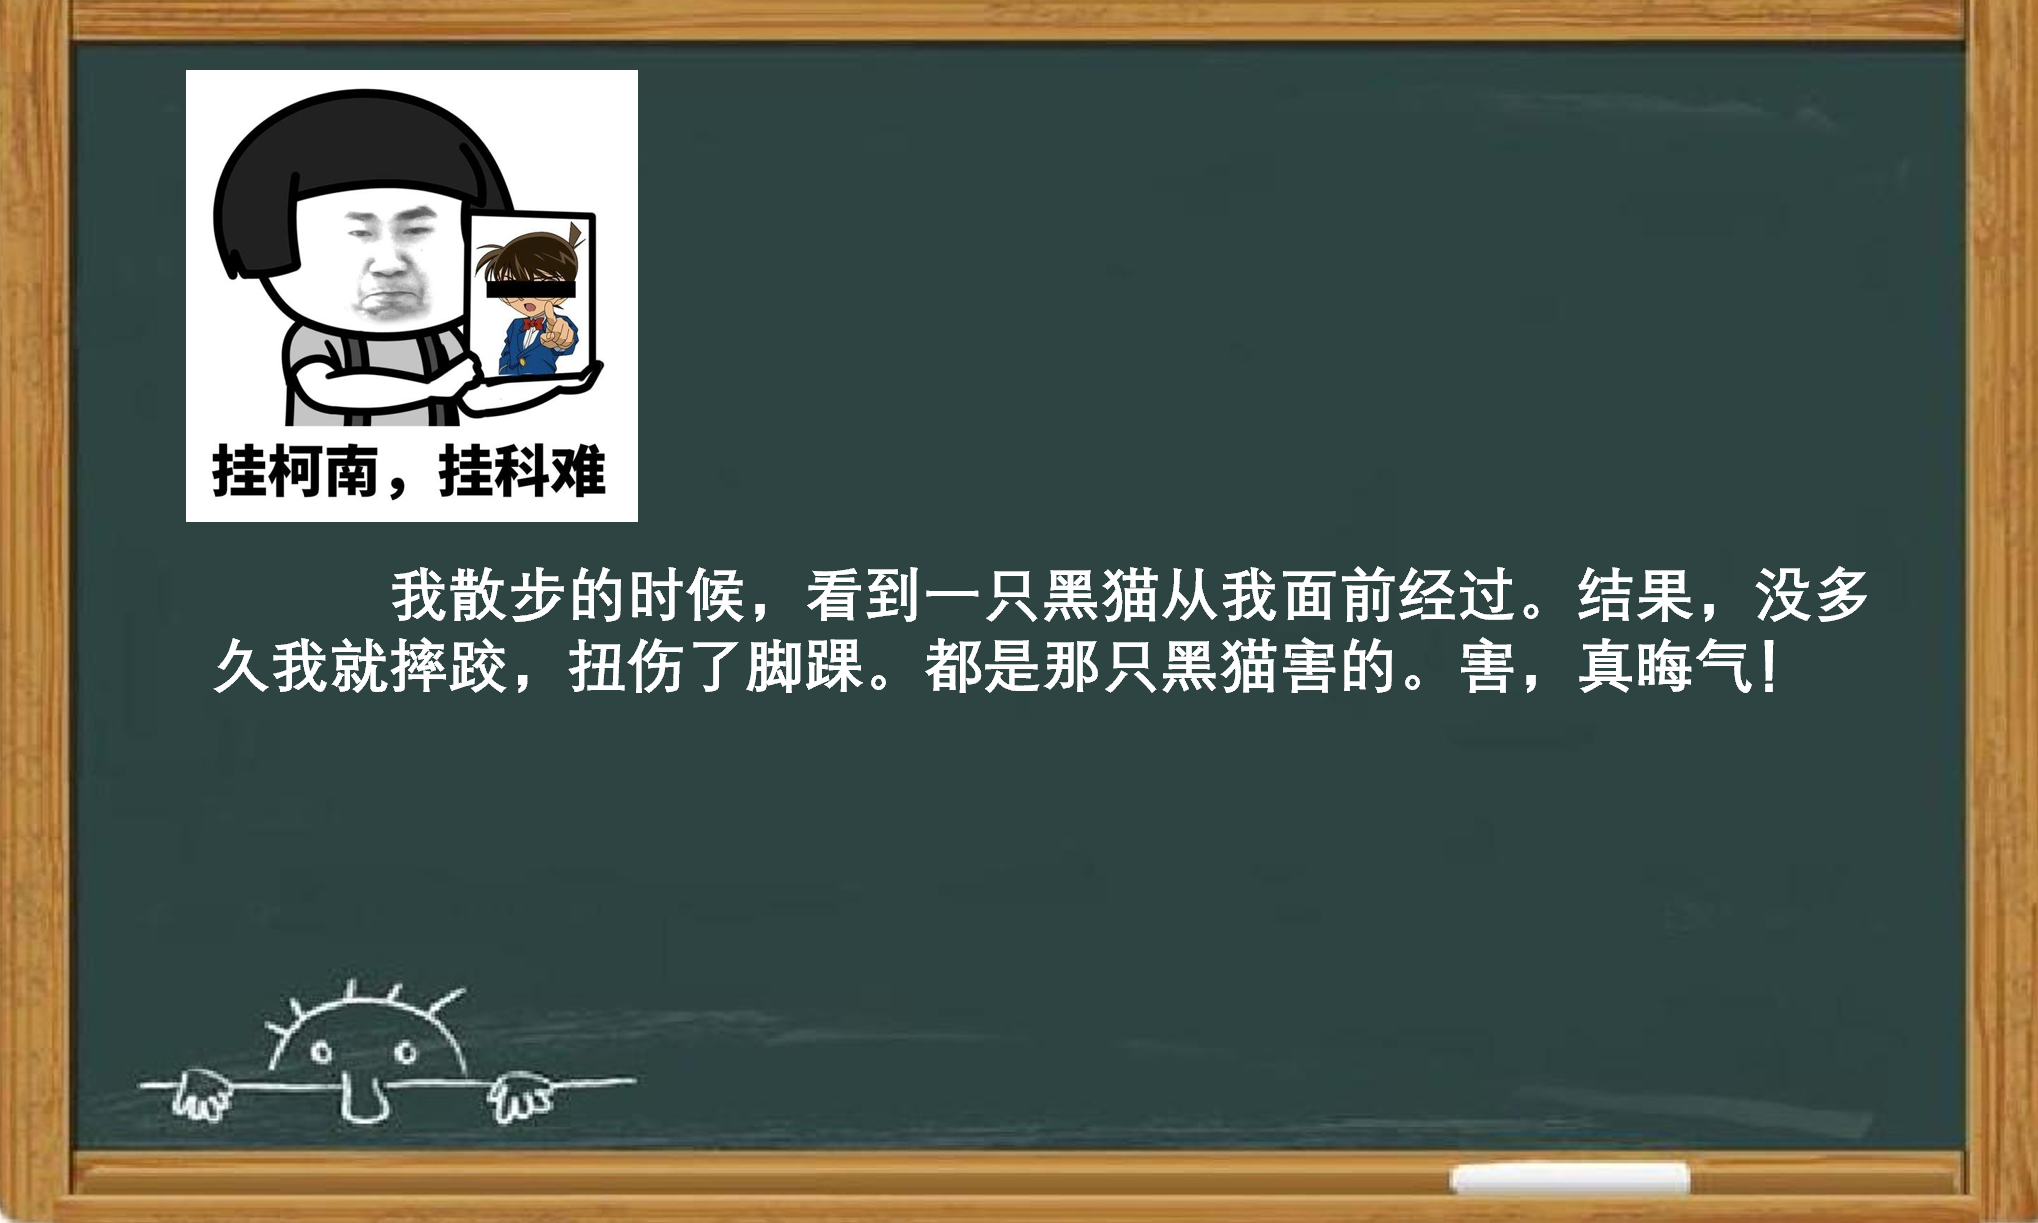 挂柯南，挂科难
我散步的时候，看到一只黑猫从我面前经过。结果，没多
久我就摔跤，扭伤了脚踝。都是那只黑猫害的。害，真晦气！